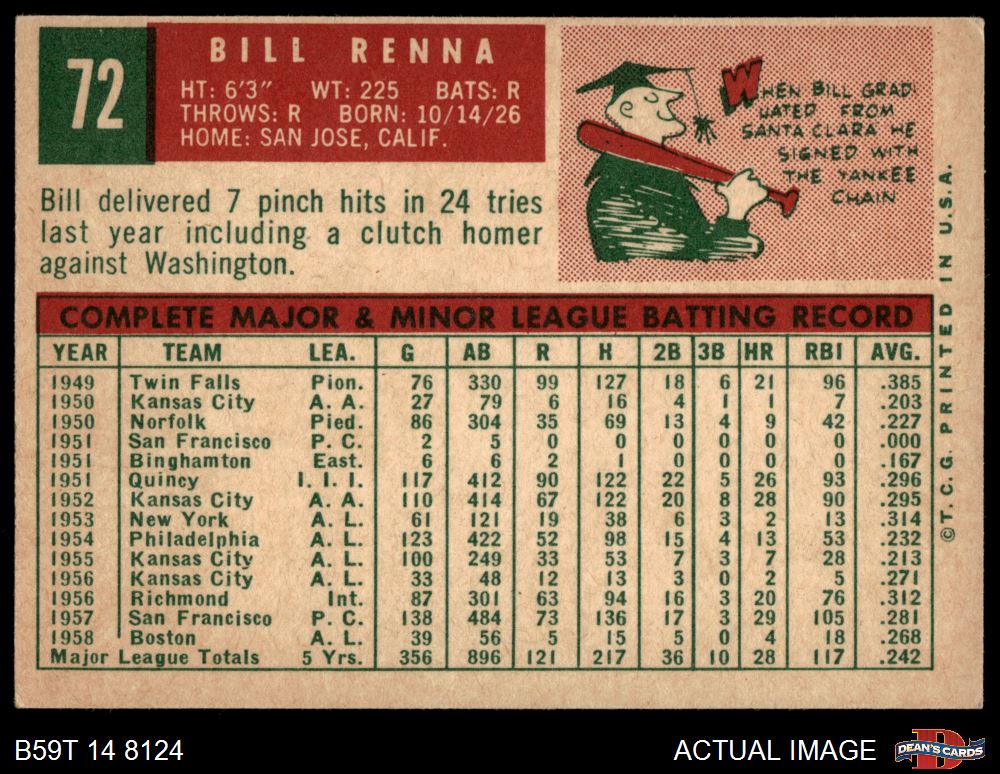 72
BILL RENNA
HT: 6'3" WT: 225 BATS: R
THROWS: R BORN: 10/14/26
HOME: SAN JOSE, CALIF.
WHEN BILL GRAD-
UATED FROM
SANTA CLARA HE
SIGNED WITH
THE YANKEE
CHAIN
Bill delivered 7 pinch hits in 24 tries
last year including a clutch homer
against Washington.
COMPLETE MAJOR & MINOR LEAGUE BATTING RECORD
YEAR TEAM LEA. G AB R H 2B 3B HR RBI AVG.
1949 Twin Falls Pion. 76 330 99 127 18 6 21 96 .385
1950 Kansas City A. A. 27 79 6 16 4 1 1 7 .203
1950 Norfolk Pied. 86 304 35 69 13 4 9 42 .227
1951 San Francisco P. C. 2 5 0 0 0 0 0 0 .000
1951 Binghamton East. 6 6 2 1 0 0 0 0 .167
1951 Quincy I. I. I. 117 412 90 122 22 5 26 93 .296
1952 Kansas City A. A. 110 414 67 122 20 8 28 90 .295
1953 New York A. L. 61 121 19 38 6 3 2 13 .314
1954 Philadelphia A. L. 123 422 52 98 15 4 13 53 .232
1955 Kansas City A. L. 100 249 33 53 7 3 7 28 .213
1956 Kansas City A. L. 33 48 12 13 3 0 2 5 .271
1956 Richmond Int. 87 301 63 94 16 3 20 76 .312
1957 San Francisco P. C. 138 484 73 136 17 3 29 105 .281
1958 Boston A. L. 39 56 5 15 5 0 4 18 .268
Major League Totals 5 Yrs. 356 896 121 217 36 10 28 117 .242
©T. C. G. PRINTED IN U.S.A.
B59T 14 8124
ACTUAL IMAGE
D
DEAN'S CARDS